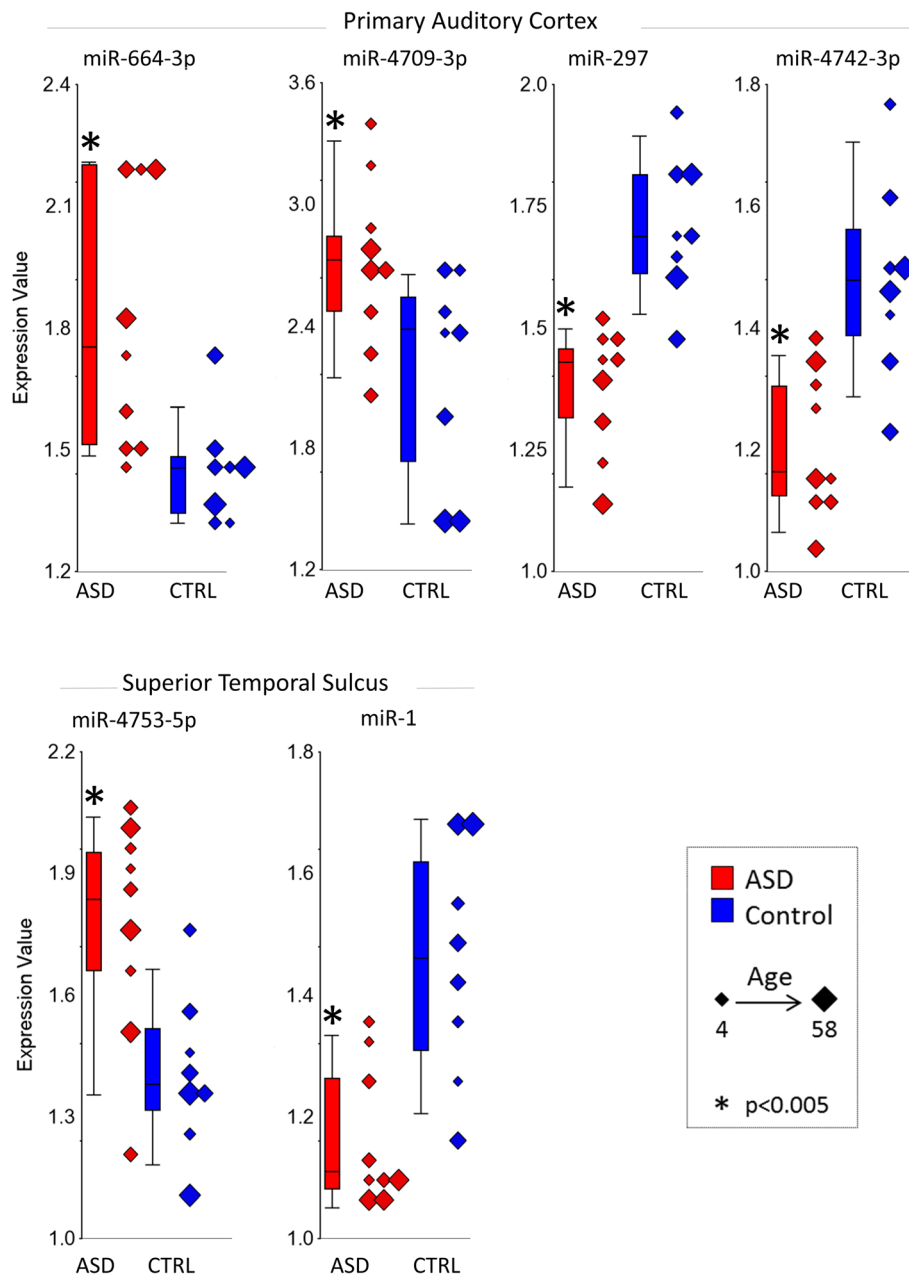 Primary Auditory Cortex
miR-664-3p miR-4709-3p miR-297 miR-4742-3p
2.4 3.6 2.0 1.8
* * * *
2.1 3.0 1.75 1.6
Expression Value
1.8 2.4 1.5 1.4
1.5 1.8 1.25 1.2
1.2 1.2 1.0 1.0
ASD CTRL ASD CTRL ASD CTRL ASD CTRL
Superior Temporal Sulcus
miR-4753-5p miR-1
2.2 1.8
* *
1.9 1.6
Expression Value
1.6 1.4
1.3 1.2
1.0 1.0
ASD CTRL ASD CTRL
ASD
Control
Age
4 58
* p<0.005